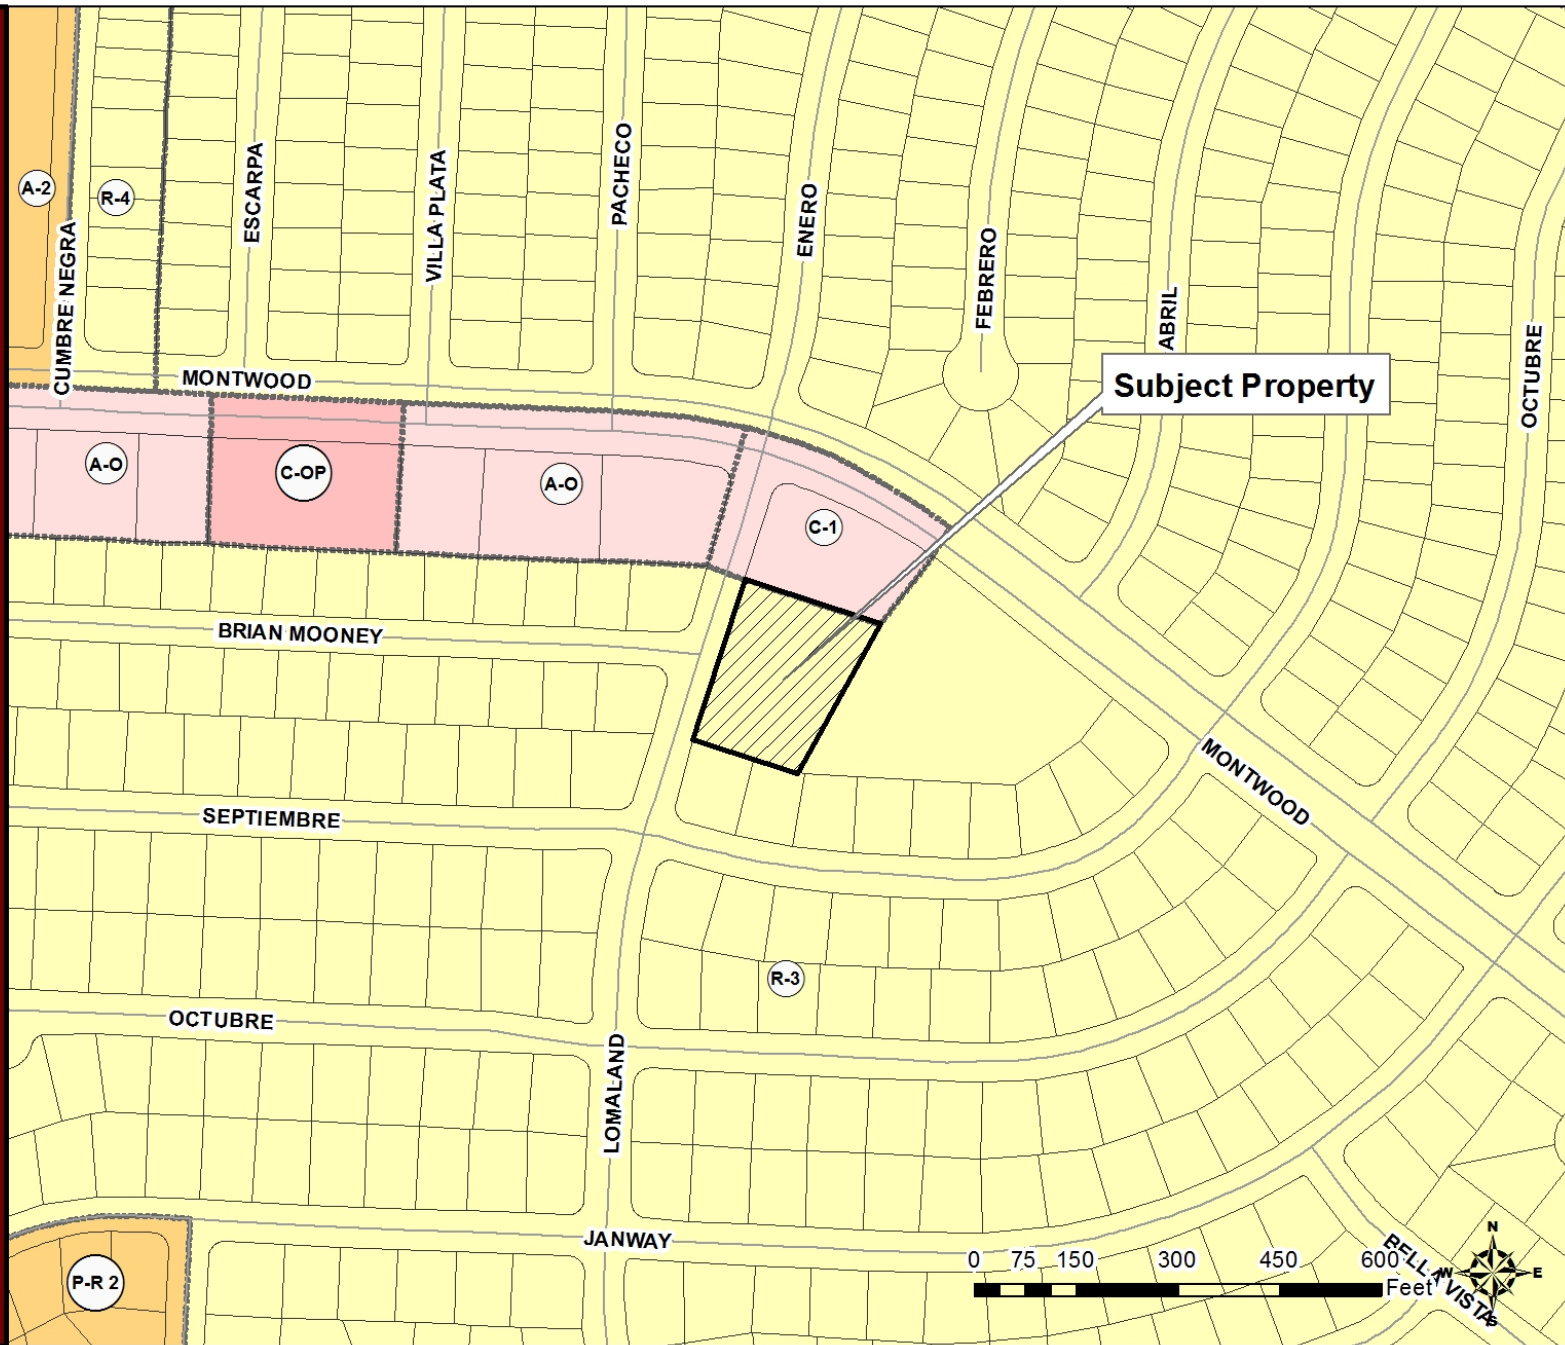 A-2
R-4
CUMBRE NEGRA
ESCARPA
VILLA PLATA
PACHECO
ENERO
FEBRERO
ABRIL
OCTUBRE
MONTWOOD
Subject Property
A-O
C-OP
A-O
C-1
BRIAN MOONEY
MONTWOOD
SEPTIEMBRE
R-3
OCTUBRE
LOMALAND
JANWAY
P-R 2
BELLA VISTA
0 75 150 300 450 600
Feet
N
W
E
S